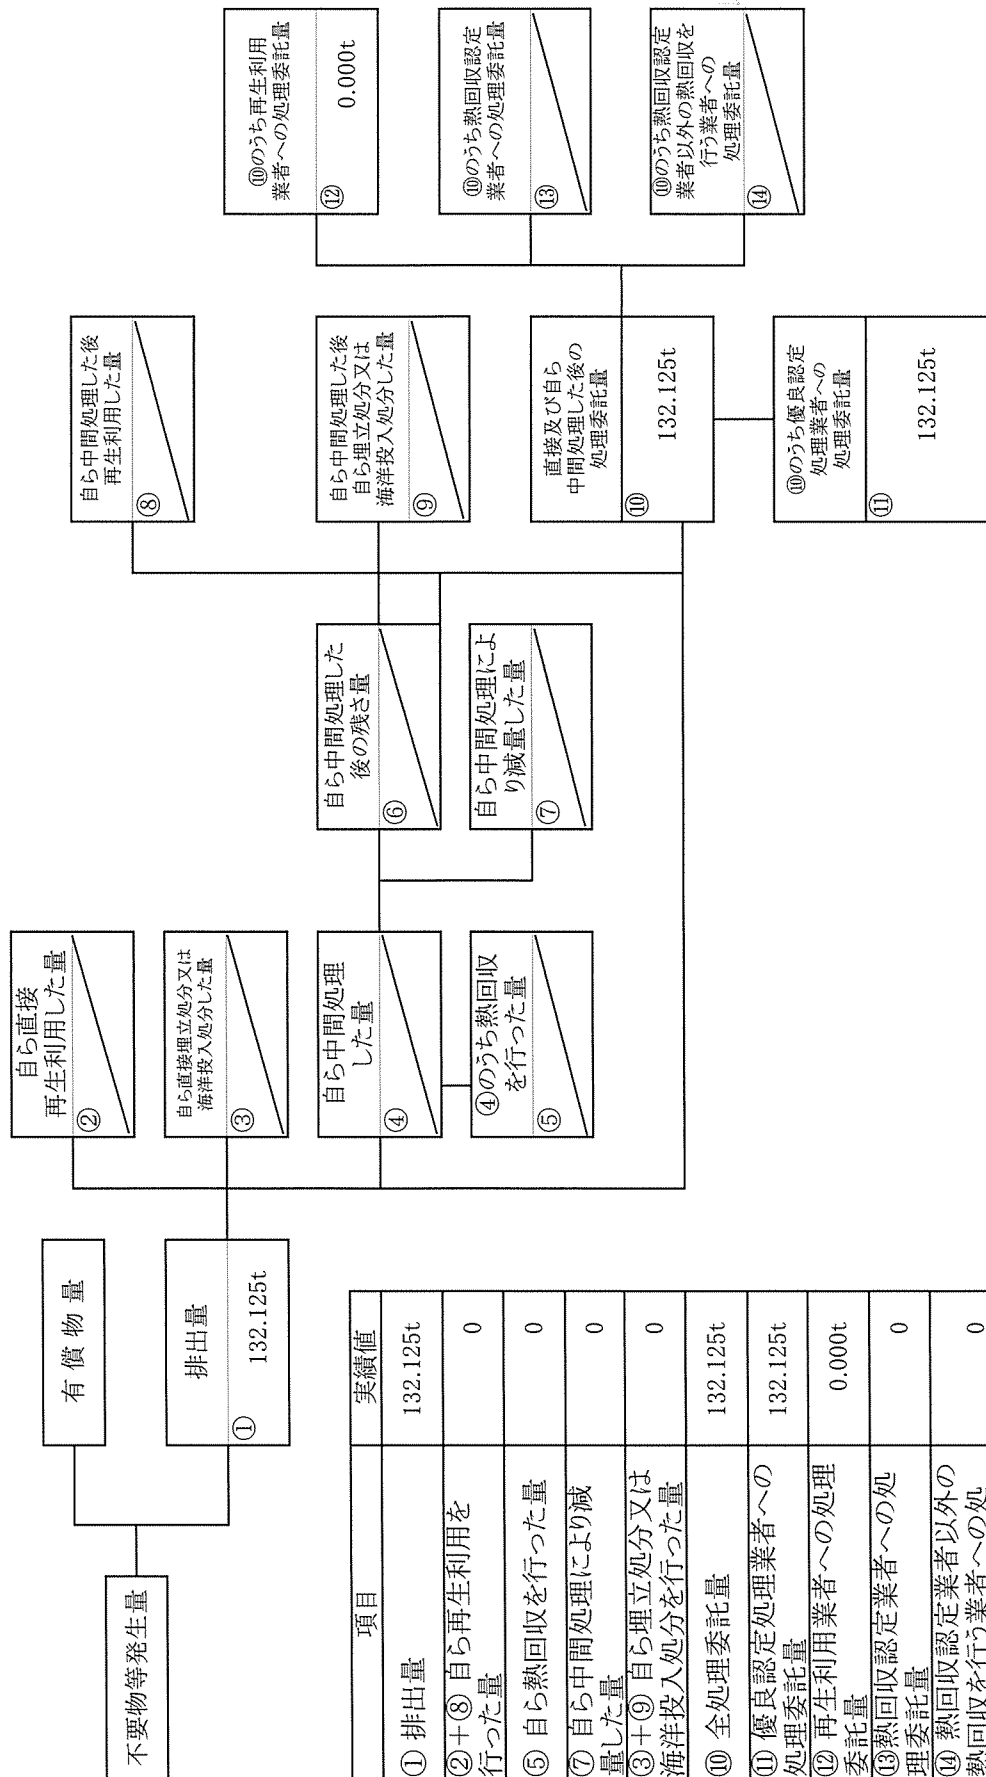 不要物等発生量
有償物量
排出量
①
132.125t
自ら直接
再生利用した量
②
自ら直接埋立処分又は
海洋投入処分した量
③
自ら中間処理
した量
④
④のうち熱回収
を行った量
⑤
自ら中間処理した
後の残さ量
⑥
自ら中間処理によ
り減量した量
⑦
自ら中間処理した後
再生利用した量
⑧
自ら中間処理した後
自ら埋立処分又は
海洋投入処分した量
⑨
直接及び自ら
中間処理した後の
処理委託量
⑩
132.125t
⑩のうち優良認定
処理業者への
処理委託量
⑪
132.125t
⑩のうち再生利用
業者への処理委託量
⑫
0.000t
⑩のうち熱回収認定
業者への処理委託量
⑬
⑩のうち熱回収認定
業者以外の熱回収を
行う業者への
処理委託量
⑭
項目 実績値
① 排出量 132.125t
②+⑧ 自ら再生利用を
行った量 0
⑤ 自ら熱回収を行った量 0
⑦ 自ら中間処理により減
量した量 0
③+⑨ 自ら埋立処分又は
海洋投入処分を行った量 0
⑩ 全処理委託量 132.125t
⑪ 優良認定処理業者への
処理委託量 132.125t
⑫ 再生利用業者への処理
委託量 0.000t
⑬熱回収認定業者への処
理委託量 0
⑭ 熱回収認定業者以外の
熱回収を行う業者への処 0